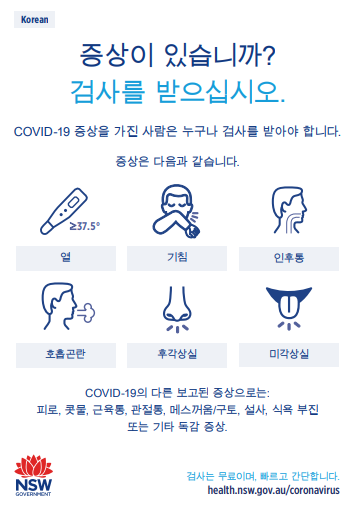 Korean
증상이 있습니까?
검사를 받으십시오.
COVID-19 증상을 가진 사람은 누구나 검사를 받아야 합니다.
증상은 다음과 같습니다.
≥37.5°
열
기침
인후통
호흡곤란
후각상실
미각상실
COVID-19의 다른 보고된 증상으로는:
피로, 콧물, 근육통, 관절통, 메스꺼움/구토, 설사, 식욕 부진
또는 기타 독감 증상.
검사는 무료이며, 빠르고 간단합니다.
health.nsw.gov.au/coronavirus
NSW
GOVERNMENT